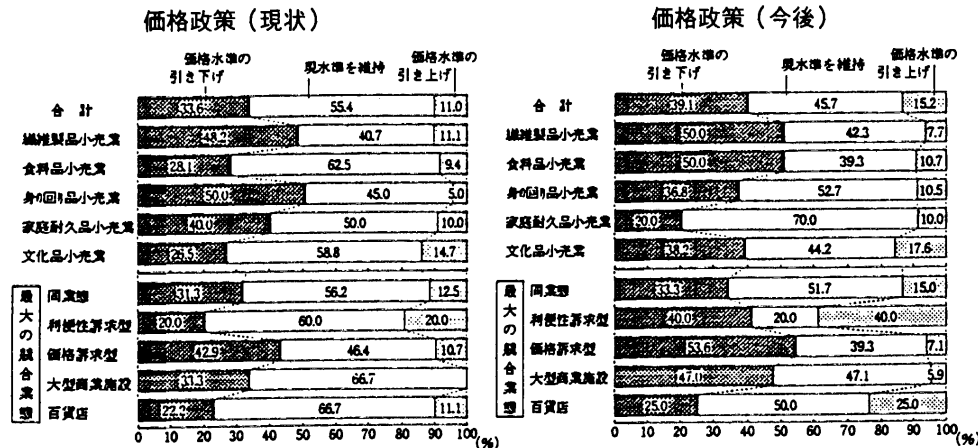 価格政策（現状）
価格水準の引き下げ
現水準を維持
価格水準の引き上げ
合計 33.6 55.4 11.0
繊維製品小売業 48.2 40.7 11.1
食料品小売業 28.1 62.5 9.4
身の回り品小売業 50.0 45.0 5.0
家庭耐久品小売業 40.0 50.0 10.0
文化品小売業 26.5 58.8 14.7
最大の競合業態
同業態 31.3 56.2 12.5
利便性訴求型 20.0 60.0 20.0
価格訴求型 42.9 46.4 10.7
大型商業施設 33.3 66.7
百貨店 22.2 66.7 11.1
0 10 20 30 40 50 60 70 80 90 100 (%)
価格政策（今後）
価格水準の引き下げ
現水準を維持
価格水準の引き上げ
合計 39.1 45.7 15.2
繊維製品小売業 50.0 42.3 7.7
食料品小売業 50.0 39.3 10.7
身の回り品小売業 36.8 52.7 10.5
家庭耐久品小売業 20.0 70.0 10.0
文化品小売業 38.2 44.2 17.6
最大の競合業態
同業態 33.3 51.7 15.0
利便性訴求型 40.0 20.0 40.0
価格訴求型 53.6 39.3 7.1
大型商業施設 47.0 47.1 5.9
百貨店 25.0 50.0 25.0
0 10 20 30 40 50 60 70 80 90 100 (%)